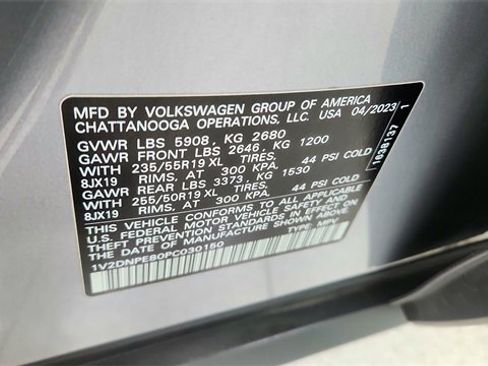 MFD BY VOLKSWAGEN GROUP OF AMERICA
CHATTANOOGA OPERATIONS, LLC. USA 04/2023
GVWR LBS 5908, KG 2680
GAWR FRONT LBS 2646, KG 1200
235/55R19 XL TIRES.
8JX19 RIMS. AT 300 KPA. 44 PSI COLD
GAWR REAR LBS 3373, KG 1530
255/50R19 XL TIRES.
8JX19 RIMS. AT 300 KPA. 44 PSI COLD
THIS VEHICLE CONFORMS TO ALL APPLICABLE
U.S. FEDERAL MOTOR VEHICLE SAFETY AND
THEFT PREVENTION STANDARDS IN EFFECT ON
THE DATE OF MANUFACTURE SHOWN ABOVE.
1V2DNPE80PC030150 TYPE: MPV
1638137 1